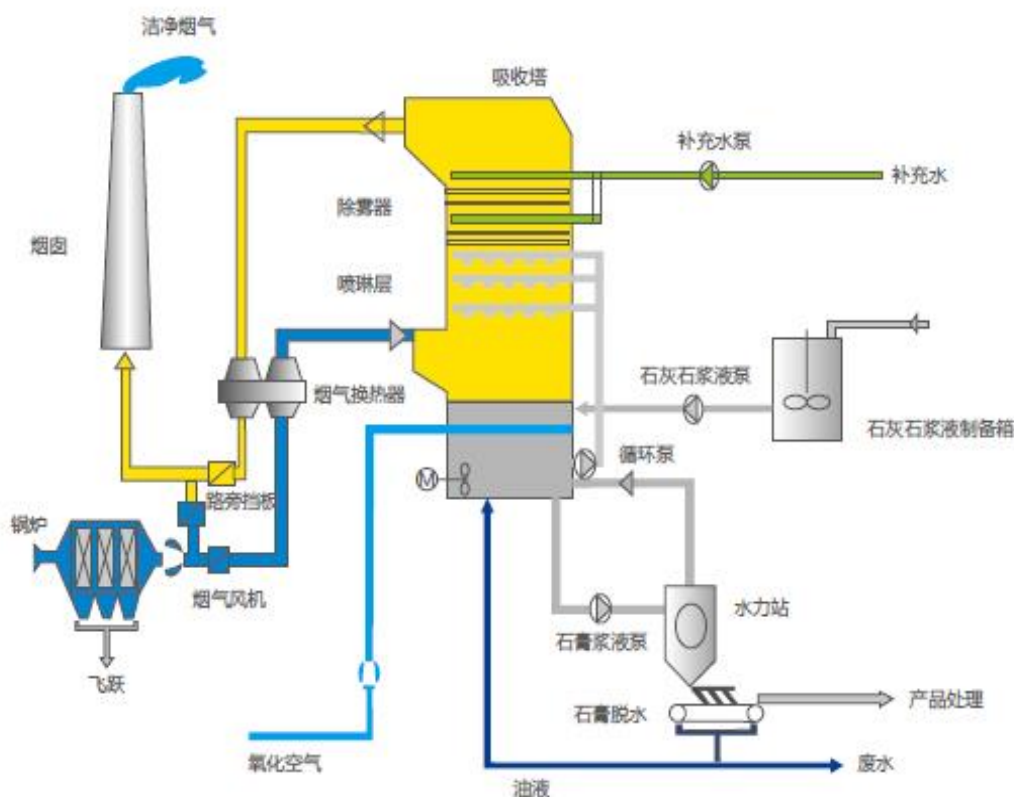 洁净烟气
吸收塔
补充水泵
补充水
除雾器
烟囱
喷琳层
烟气换热器
石灰石浆液泵
石灰石浆液制备箱
循环泵
M
路旁挡板
锅炉
烟气风机
水力站
石膏浆液泵
飞跃
石膏脱水
产品处理
氧化空气
油液
废水